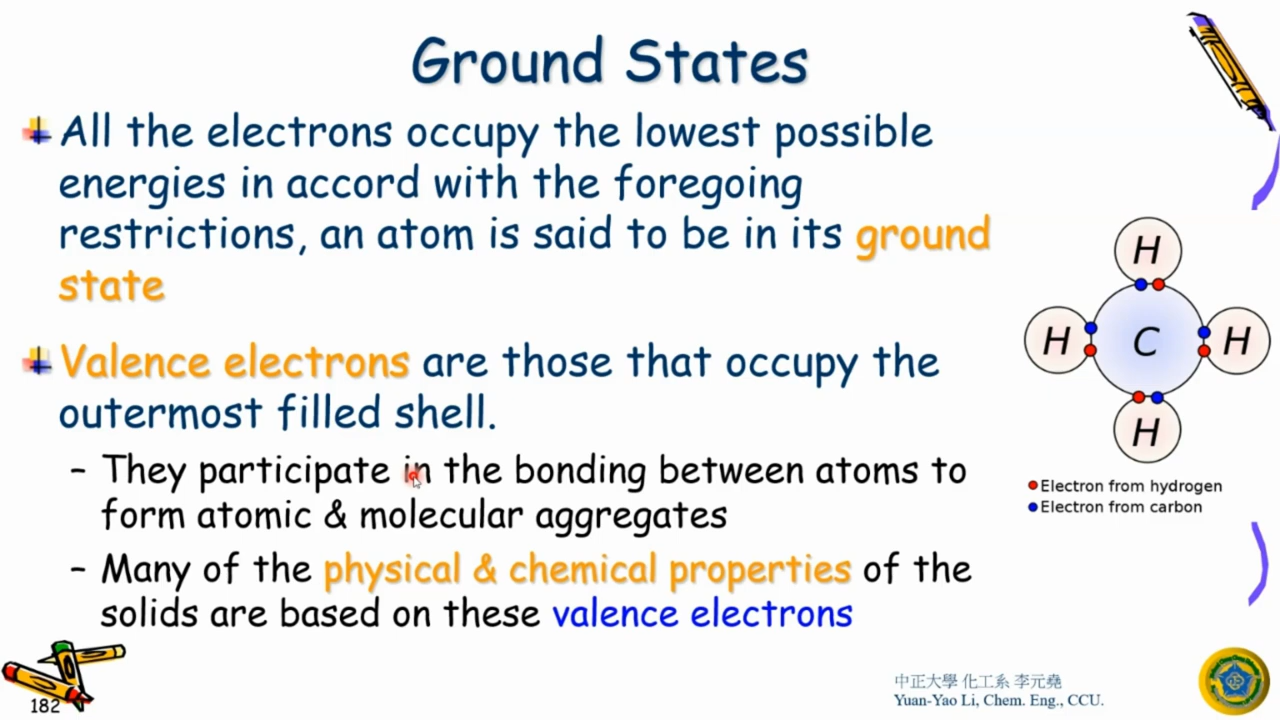 Ground States
All the electrons occupy the lowest possible
energies in accord with the foregoing
restrictions, an atom is said to be in its ground
state
Valence electrons are those that occupy the
outermost filled shell.
– They participate in the bonding between atoms to
form atomic & molecular aggregates
– Many of the physical & chemical properties of the
solids are based on these valence electrons
H
H C H
H
Electron from hydrogen
Electron from carbon
182
中正大學 化工系 李元堯
Yuan-Yao Li, Chem. Eng., CCU.